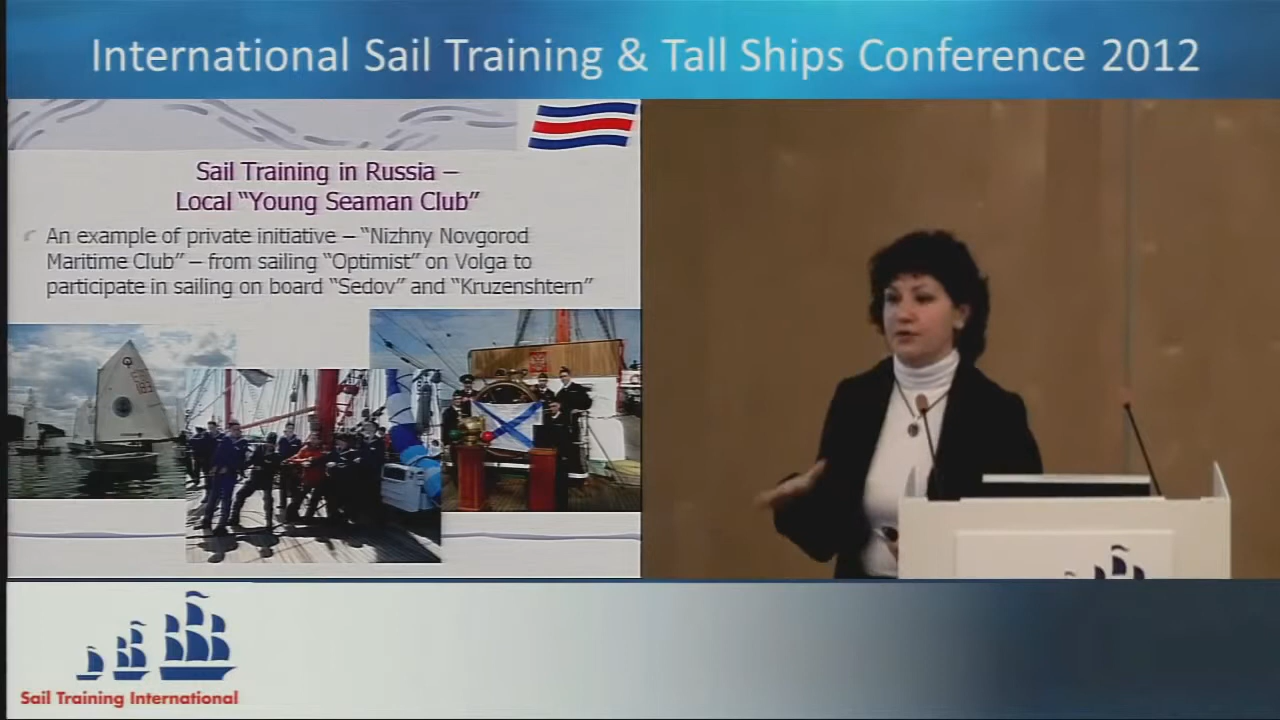 International Sail Training & Tall Ships Conference 2012
Sail Training in Russia –
Local “Young Seaman Club”
An example of private initiative – “Nizhny Novgorod
Maritime Club” – from sailing “Optimist” on Volga to
participate in sailing on board “Sedov” and “Kruzenshtern”
Sail Training International